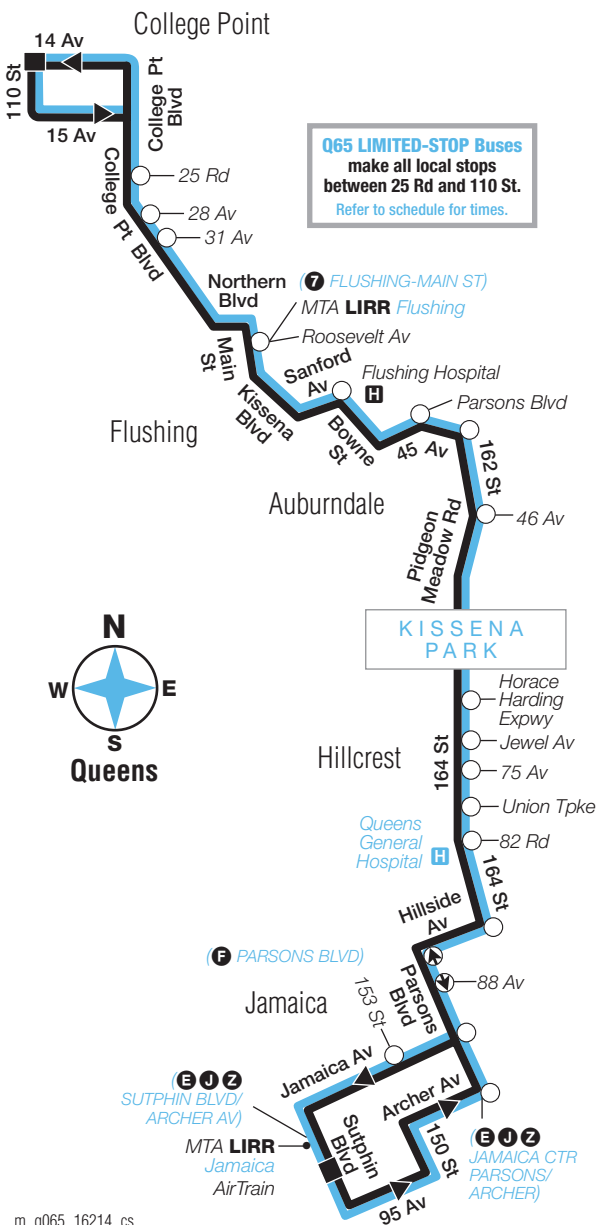 College Point
14 Av
110 St
15 Av
College Pt
Blvd
College
Pt Blvd
Q65 LIMITED-STOP Buses
make all local stops
between 25 Rd and 110 St.
Refer to schedule for times.
25 Rd
28 Av
31 Av
Northern
Blvd
(7 FLUSHING-MAIN ST)
MTA LIRR Flushing
Roosevelt Av
Main
St
Kissena
Blvd
Sanford
Av
Flushing Hospital
H
Parsons Blvd
Flushing
Bowne
St
45 Av
162 St
Auburndale
46 Av
Pidgeon
Meadow Rd
KISSENA
PARK
N
W
E
S
Queens
Horace
Harding
Expwy
Jewel Av
75 Av
Union Tpke
82 Rd
Hillcrest
164 St
Queens
General
Hospital H
164 St
Hillside
Av
(F PARSONS BLVD)
Parsons
Blvd
88 Av
Jamaica
153 St
Jamaica Av
Archer Av
(E J Z
SUTPHIN BLVD/
ARCHER AV)
MTA LIRR
Jamaica
AirTrain
Sutphin
Blvd
150 St
95 Av
(E J Z
JAMAICA CTR
PARSONS/
ARCHER)
m_q065_16214_cs